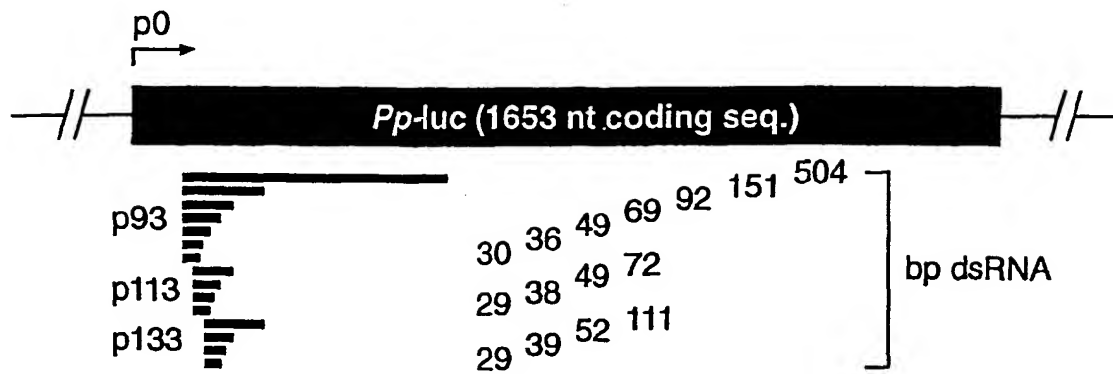 p0
Pp-luc (1653 nt coding seq.)
p93
30 36 49 69 92 151 504
p113
29 38 49 72
p133
29 39 52 111
bp dsRNA